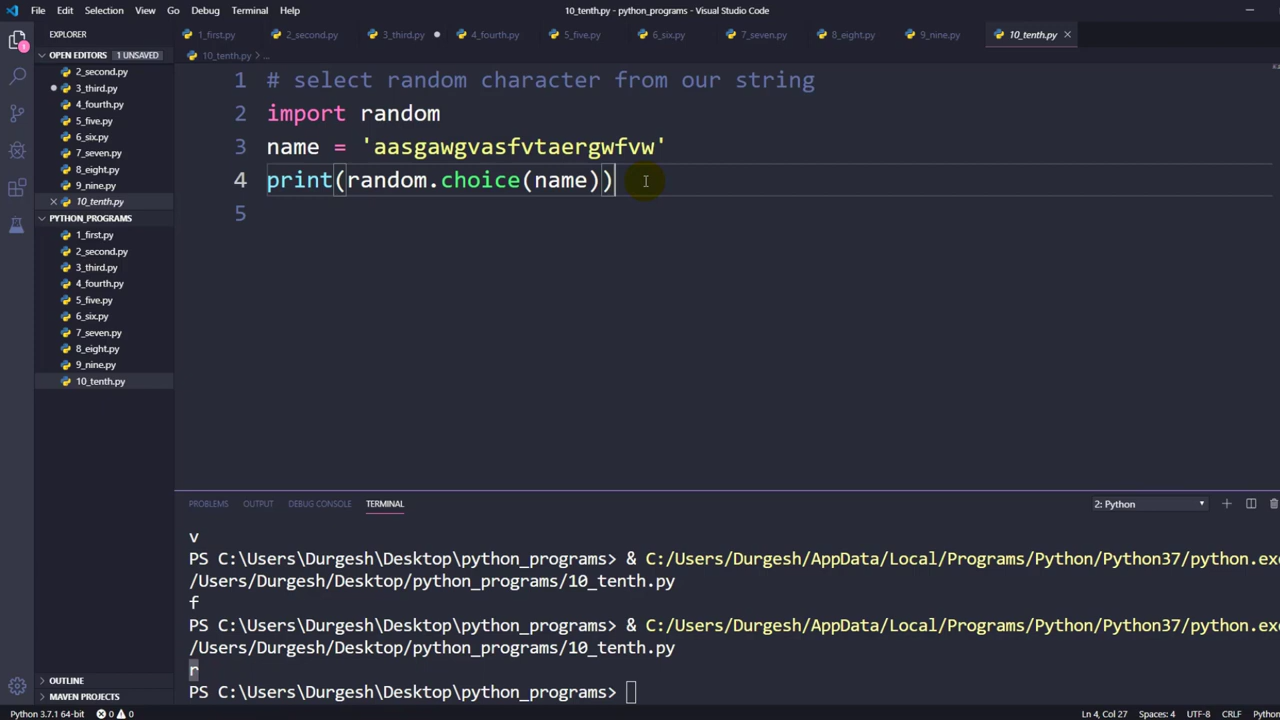 File Edit Selection View Go Debug Terminal Help 10_tenth.py - python_programs - Visual Studio Code
EXPLORER
1_first.py 2_second.py 3_third.py 4_fourth.py 5_five.py 6_six.py 7_seven.py 8_eight.py 9_nine.py 10_tenth.py
OPEN EDITORS 1 UNSAVED
10_tenth.py > ...
2_second.py
3_third.py
4_fourth.py
5_five.py
6_six.py
7_seven.py
8_eight.py
9_nine.py
10_tenth.py
PYTHON_PROGRAMS
1_first.py
2_second.py
3_third.py
4_fourth.py
5_five.py
6_six.py
7_seven.py
8_eight.py
9_nine.py
10_tenth.py
OUTLINE
MAVEN PROJECTS
1 # select random character from our string
2 import random
3 name = 'aasgawgvasfvtaergwfvw'
4 print(random.choice(name))
5
PROBLEMS OUTPUT DEBUG CONSOLE TERMINAL 2: Python
v
PS C:\Users\Durgesh\Desktop\python_programs> & C:/Users/Durgesh/AppData/Local/Programs/Python/Python37/python.exe
/Users/Durgesh/Desktop/python_programs/10_tenth.py
f
PS C:\Users\Durgesh\Desktop\python_programs> & C:/Users/Durgesh/AppData/Local/Programs/Python/Python37/python.exe
/Users/Durgesh/Desktop/python_programs/10_tenth.py
r
PS C:\Users\Durgesh\Desktop\python_programs>
Python 3.7.1 64-bit 0 0 Ln 4, Col 27 Spaces: 4 UTF-8 CRLF Python